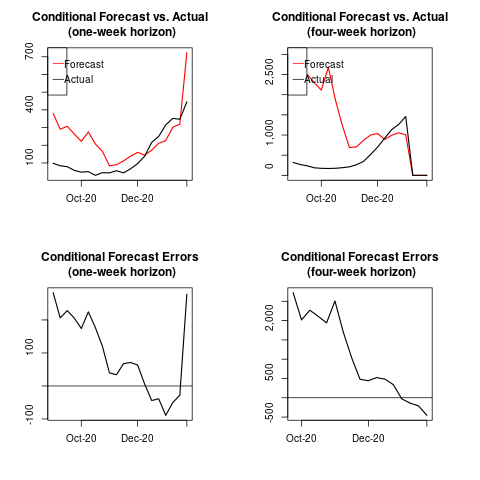 Conditional Forecast vs. Actual
(one-week horizon)
700
400
100
Forecast
Actual
Oct-20
Dec-20
Conditional Forecast vs. Actual
(four-week horizon)
2,500
1,000
0
Forecast
Actual
Oct-20
Dec-20
Conditional Forecast Errors
(one-week horizon)
100
-100
Oct-20
Dec-20
Conditional Forecast Errors
(four-week horizon)
2,000
500
-500
Oct-20
Dec-20